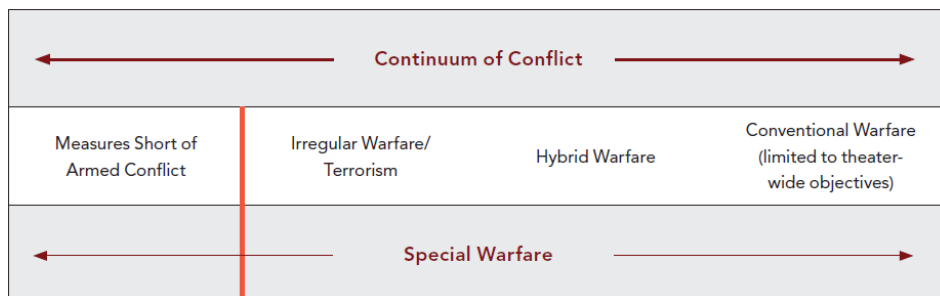 Continuum of Conflict
Measures Short of
Armed Conflict
Irregular Warfare/
Terrorism
Hybrid Warfare
Conventional Warfare
(limited to theater-
wide objectives)
Special Warfare